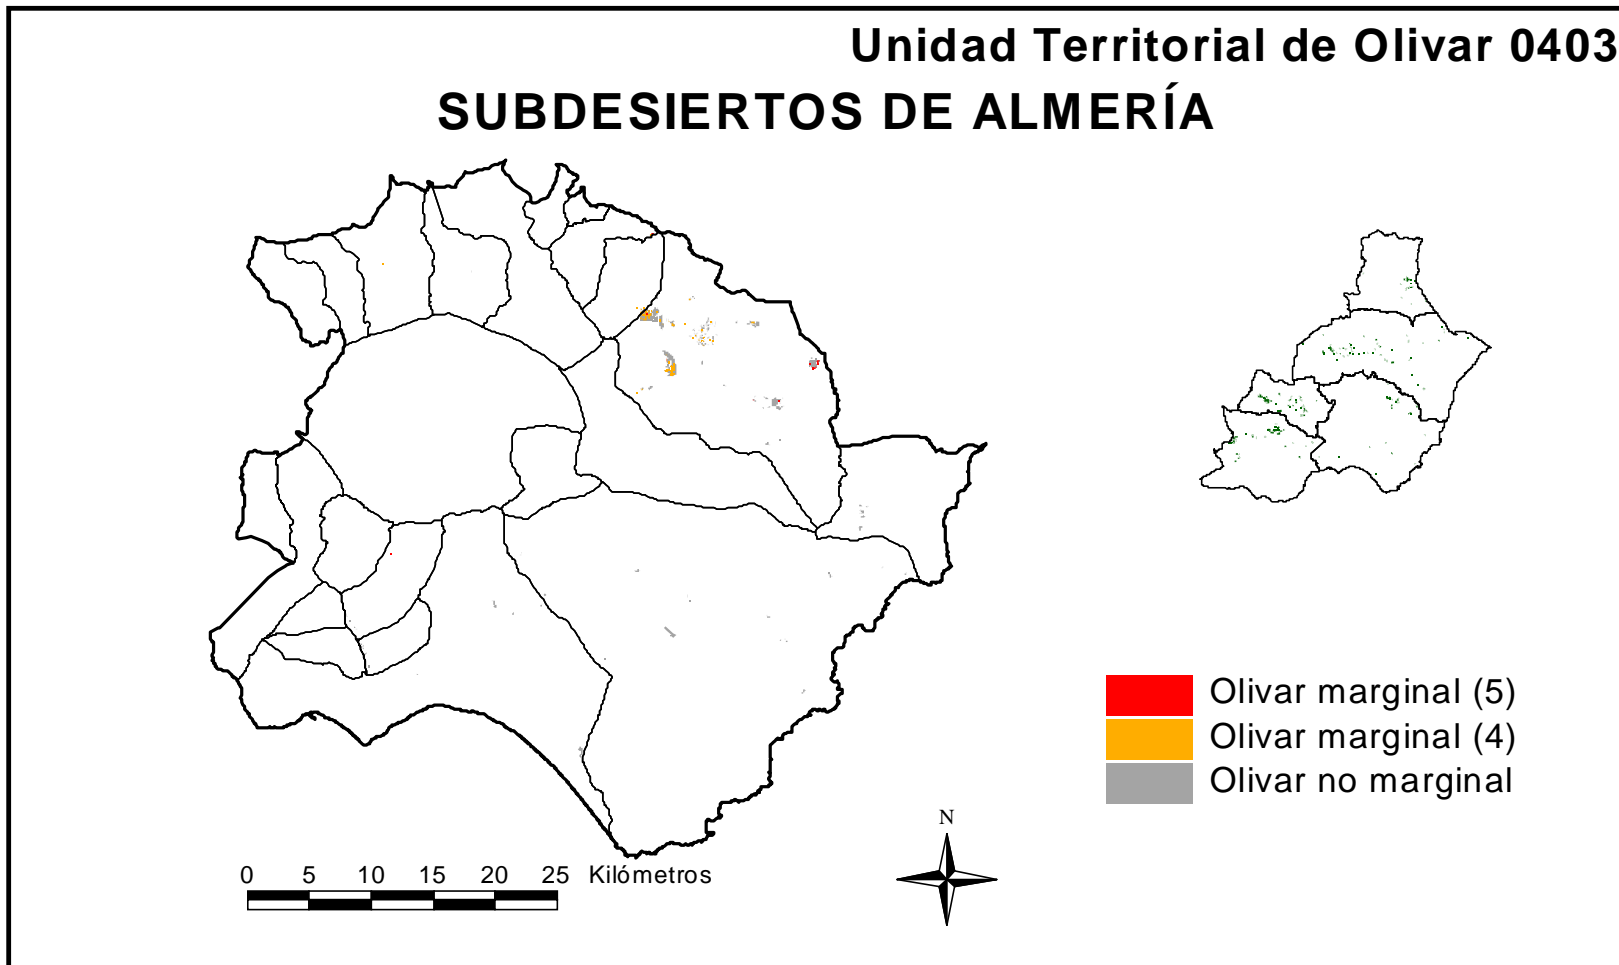 Unidad Territorial de Olivar 0403
SUBDESIERTOS DE ALMERÍA
Olivar marginal (5)
Olivar marginal (4)
Olivar no marginal
N
0 5 10 15 20 25 Kilómetros